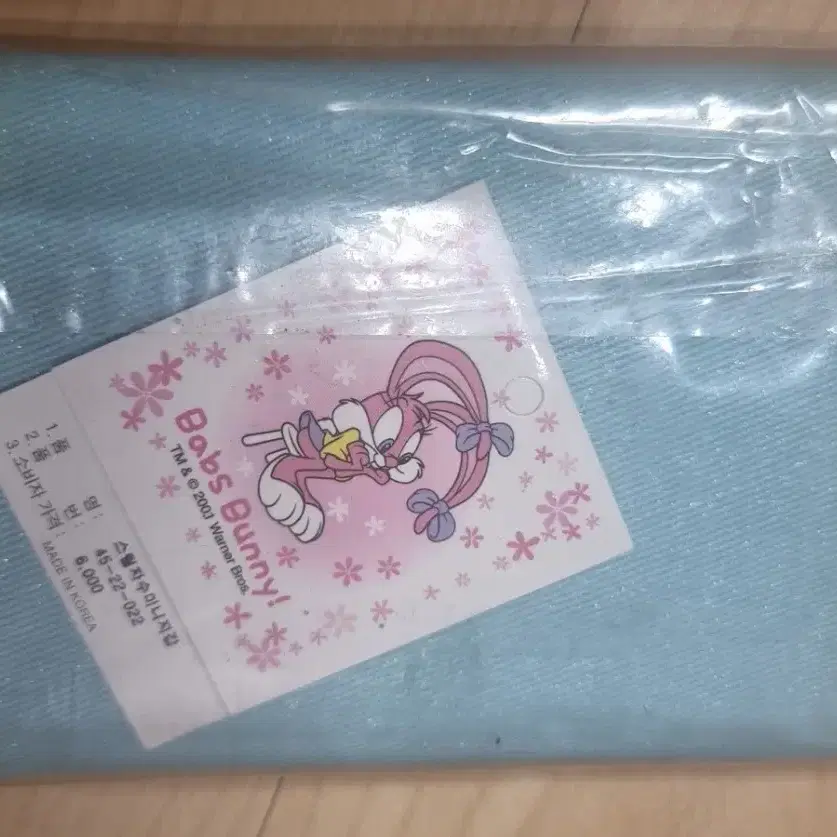 Babs Bunny!
TM & © 2001 Warner Bros.
1. 품 명 : 스틸자수미니지갑
2. 품 번 : 45-22-022
3. 소비자 가격 : 6,000
MADE IN KOREA